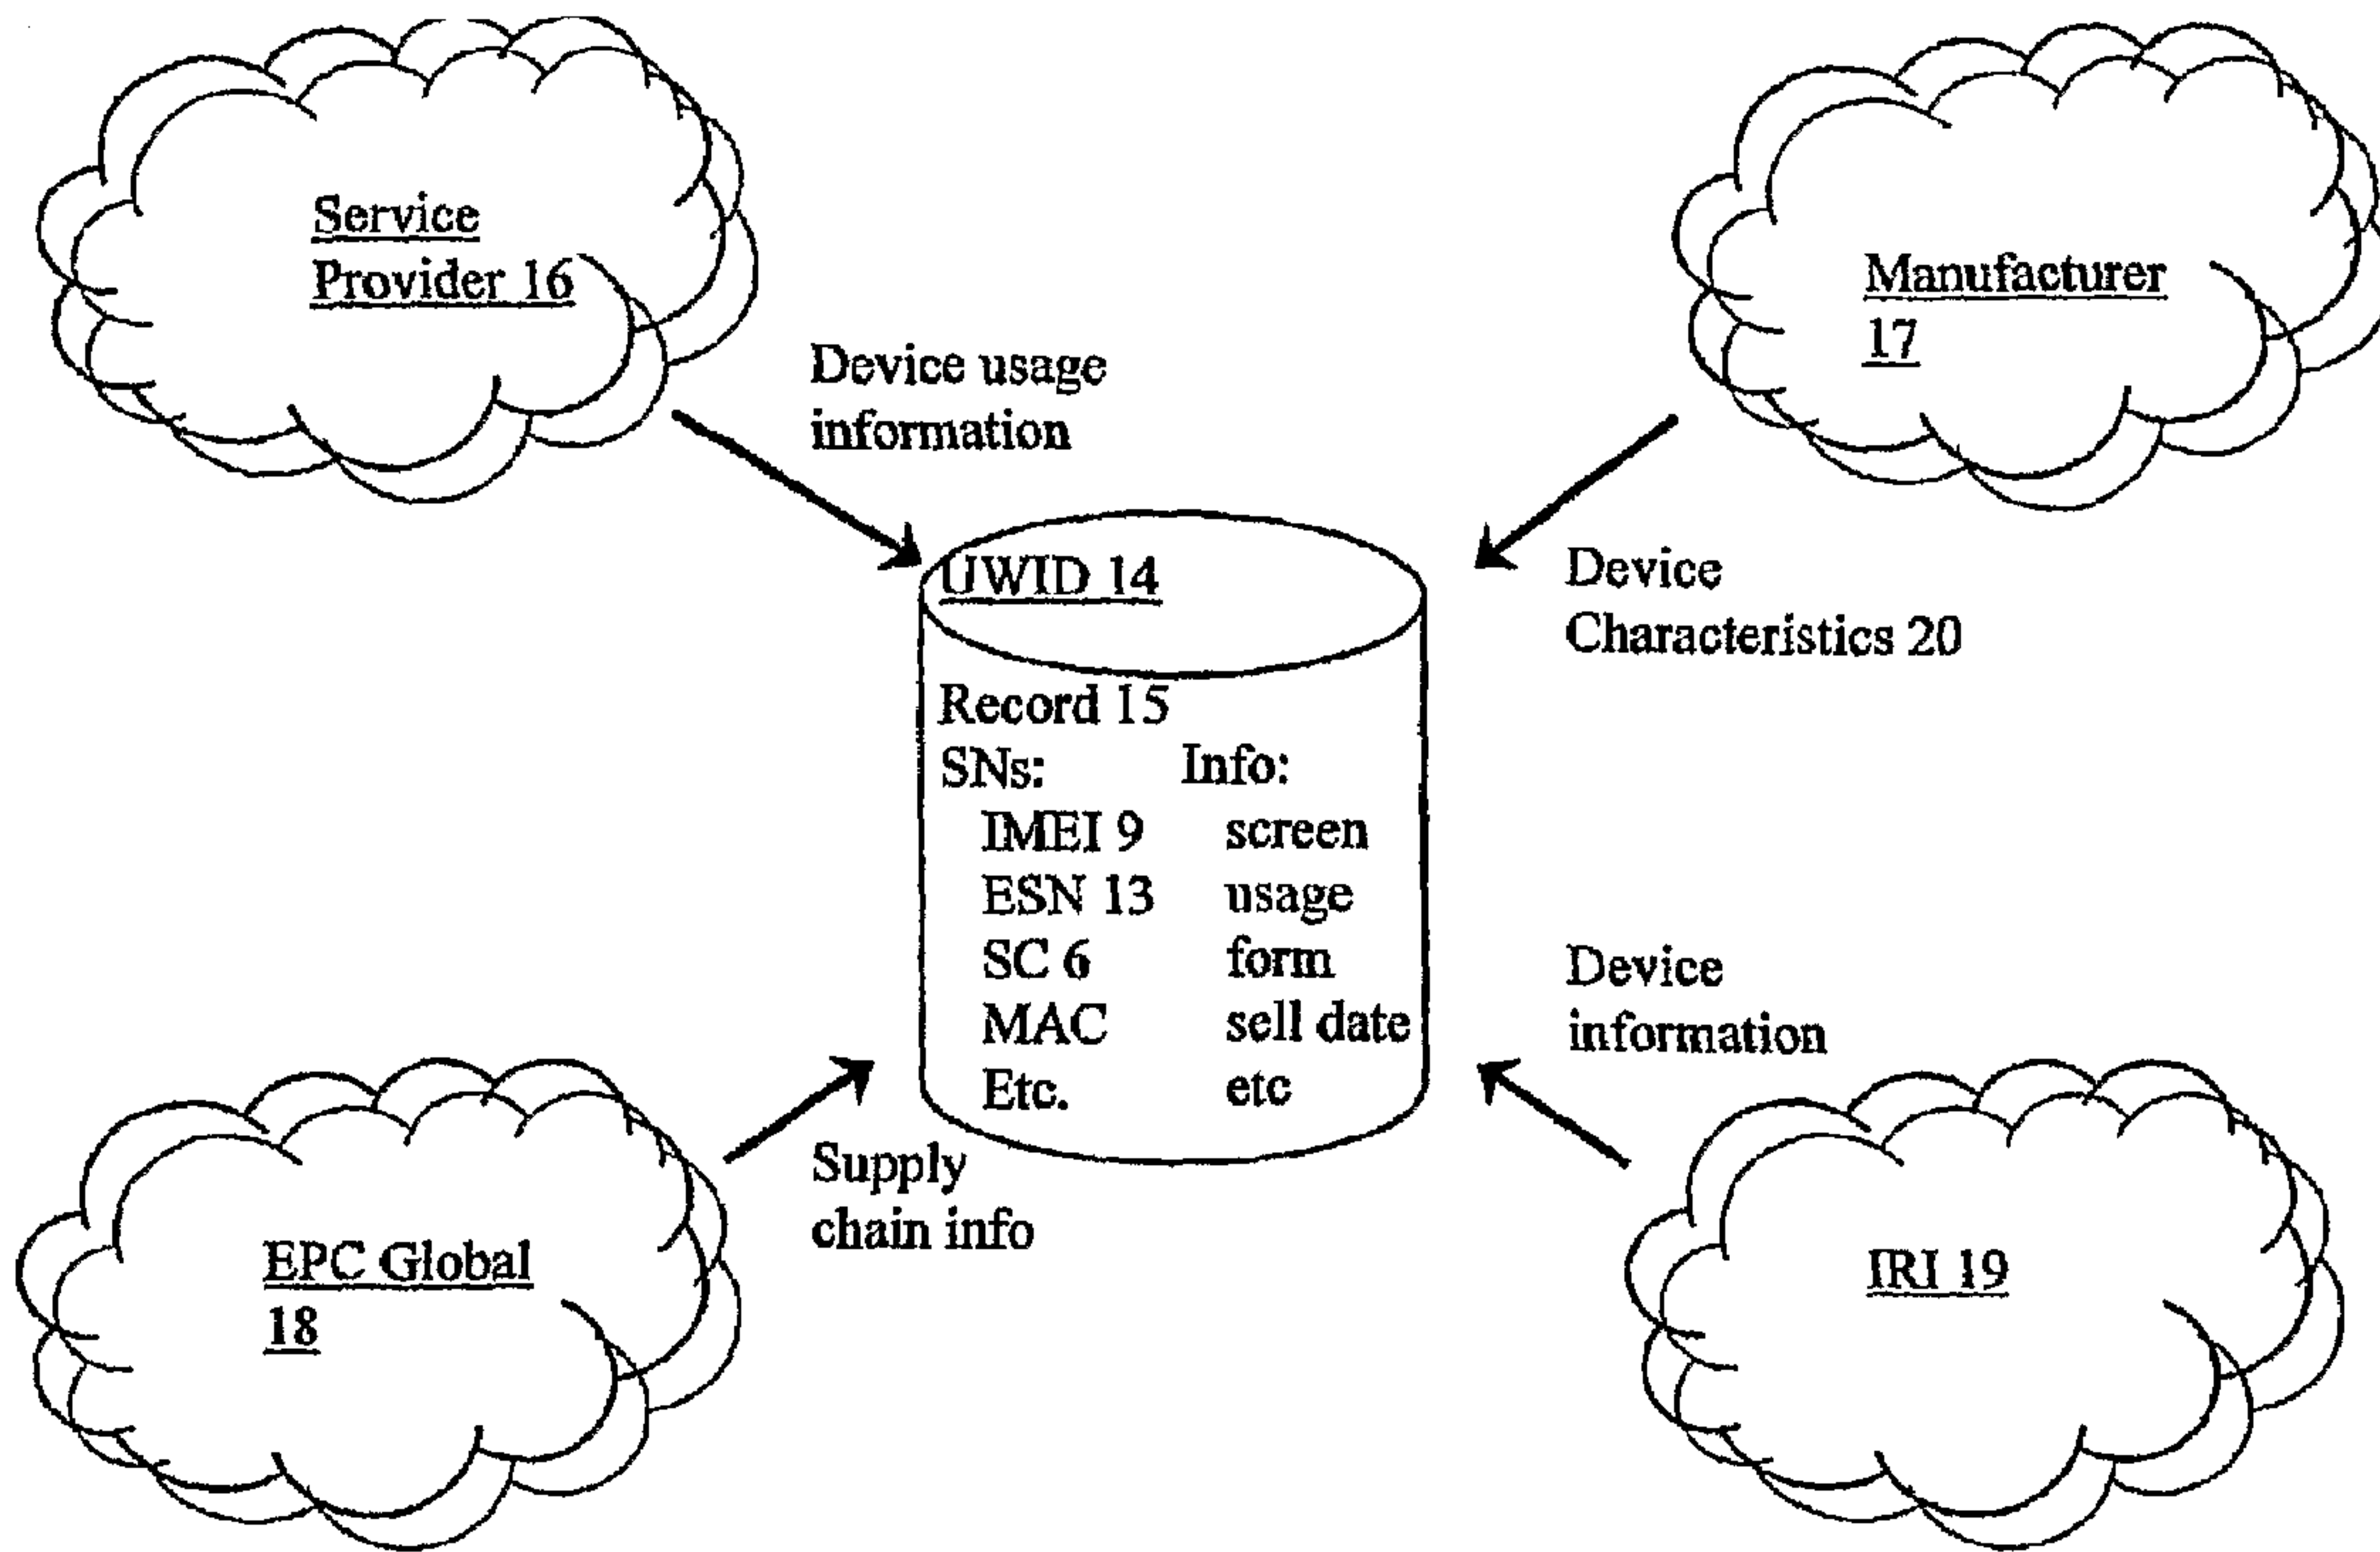 Service
Provider 16
Manufacturer
17
Device usage
information
Device
Characteristics 20
UWID 14
Record 15
SNs: Info:
IMEI 9 screen
ESN 13 usage
SC 6 form
MAC sell date
Etc. etc
Device
information
Supply
chain info
EPC Global
18
IRI 19